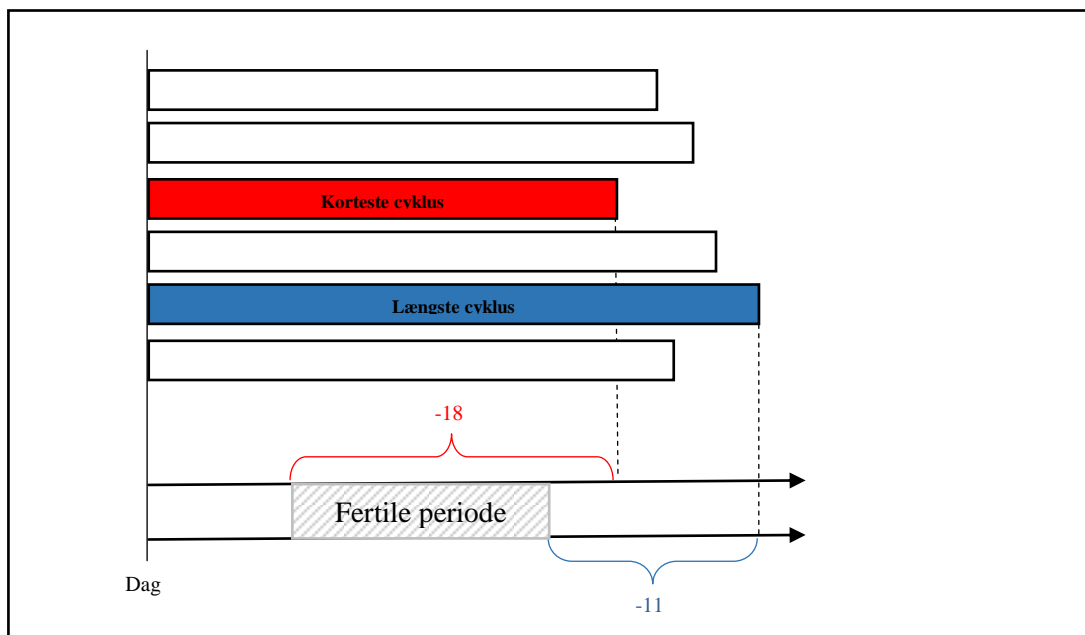 Korteste cyklus
Længste cyklus
-18
Fertile periode
Dag
-11